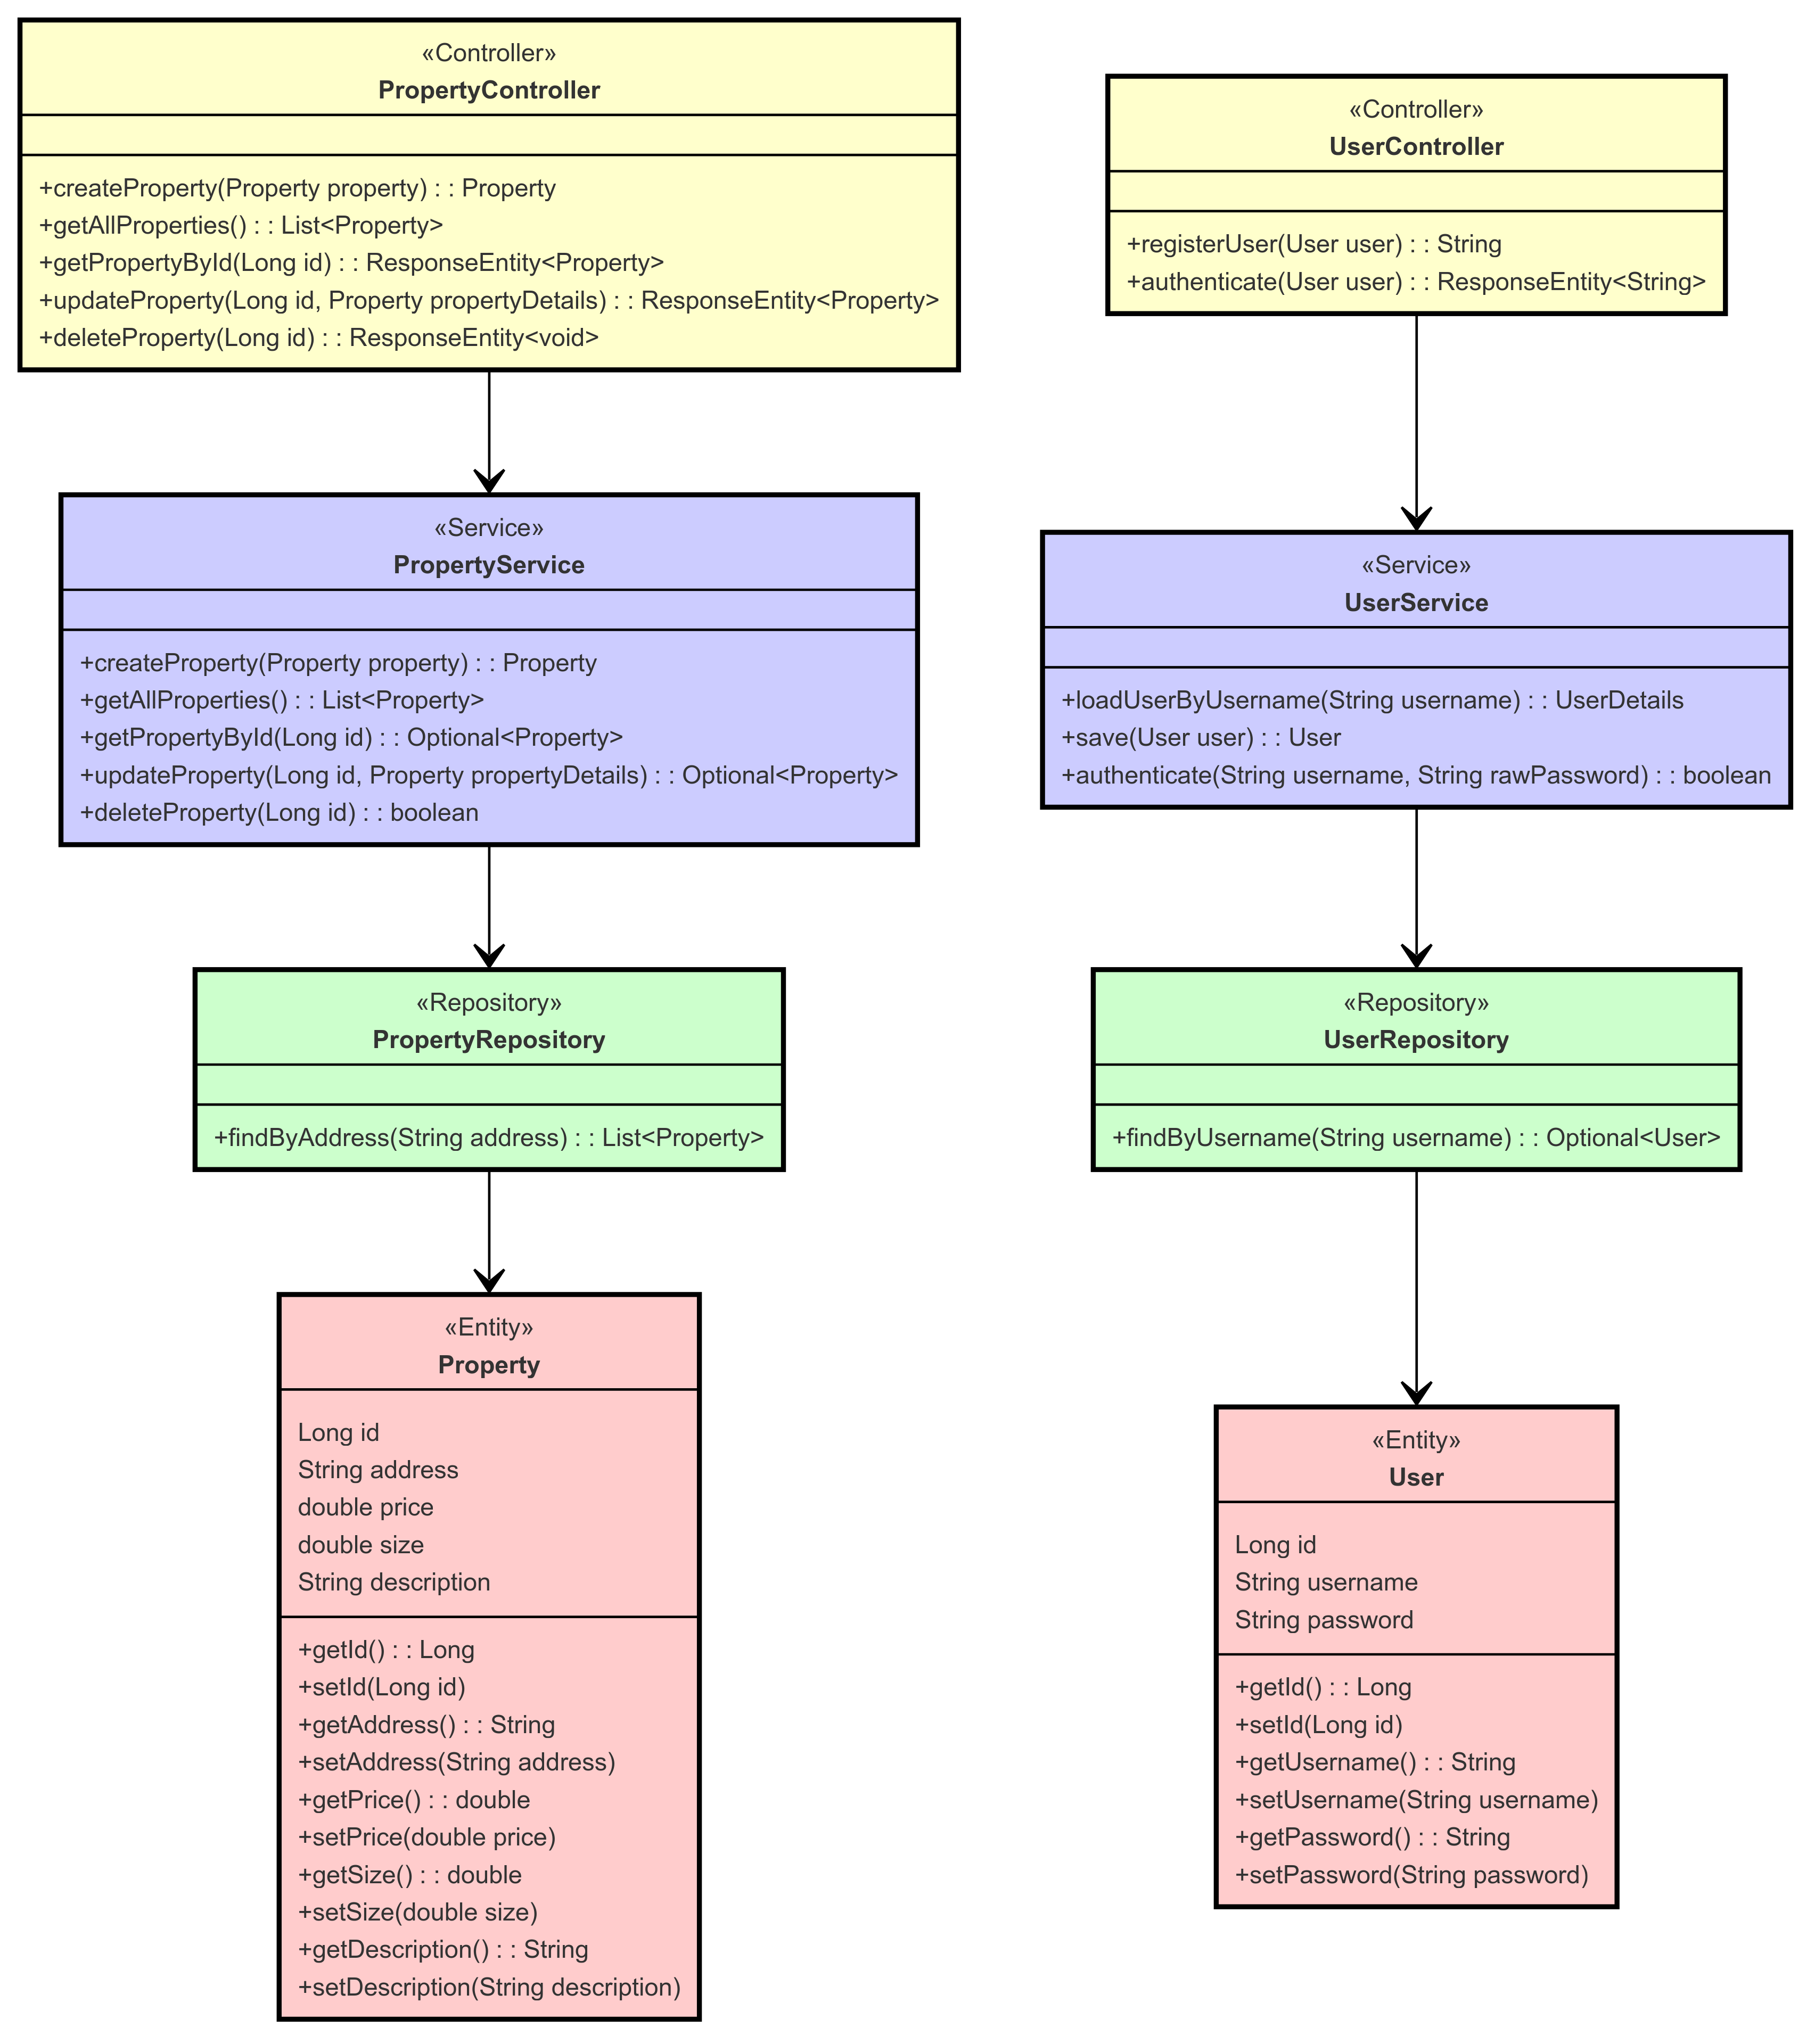 «Controller»
PropertyController
+createProperty(Property property) : : Property
+getAllProperties() : : List<Property>
+getPropertyById(Long id) : : ResponseEntity<Property>
+updateProperty(Long id, Property propertyDetails) : : ResponseEntity<Property>
+deleteProperty(Long id) : : ResponseEntity<void>
«Service»
PropertyService
+createProperty(Property property) : : Property
+getAllProperties() : : List<Property>
+getPropertyById(Long id) : : Optional<Property>
+updateProperty(Long id, Property propertyDetails) : : Optional<Property>
+deleteProperty(Long id) : : boolean
«Repository»
PropertyRepository
+findByAddress(String address) : : List<Property>
«Entity»
Property
Long id
String address
double price
double size
String description
+getId() : : Long
+setId(Long id)
+getAddress() : : String
+setAddress(String address)
+getPrice() : : double
+setPrice(double price)
+getSize() : : double
+setSize(double size)
+getDescription() : : String
+setDescription(String description)
«Controller»
UserController
+registerUser(User user) : : String
+authenticate(User user) : : ResponseEntity<String>
«Service»
UserService
+loadUserByUsername(String username) : : UserDetails
+save(User user) : : User
+authenticate(String username, String rawPassword) : : boolean
«Repository»
UserRepository
+findByUsername(String username) : : Optional<User>
«Entity»
User
Long id
String username
String password
+getId() : : Long
+setId(Long id)
+getUsername() : : String
+setUsername(String username)
+getPassword() : : String
+setPassword(String password)